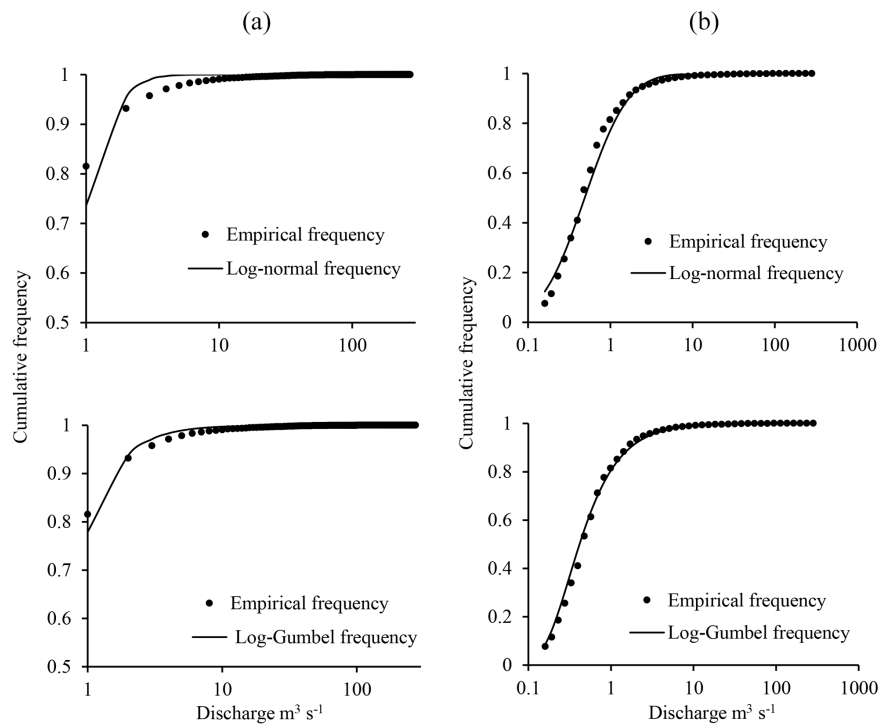 (a)
(b)
1
0.9
0.8
0.7
0.6
0.5
1
10
100
Empirical frequency
Log-normal frequency
1
0.8
0.6
0.4
0.2
0
0.1
1
10
100
1000
Empirical frequency
Log-normal frequency
Cumulative frequency
Cumulative frequency
1
0.9
0.8
0.7
0.6
0.5
1
10
100
Empirical frequency
Log-Gumbel frequency
Discharge m³ s⁻¹
1
0.8
0.6
0.4
0.2
0
0.1
1
10
100
1000
Empirical frequency
Log-Gumbel frequency
Discharge m³ s⁻¹